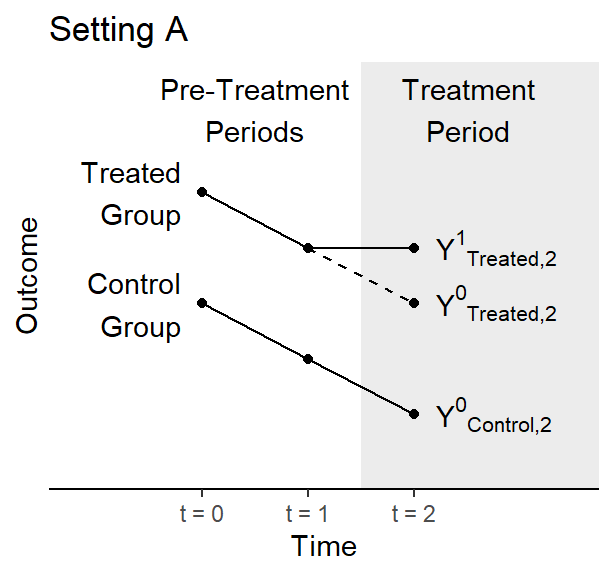 Setting A
Pre-Treatment
Periods
Treatment
Period
Treated
Group
Control
Group
Y¹Treated,2
Y⁰Treated,2
Y⁰Control,2
Outcome
t = 0
t = 1
t = 2
Time